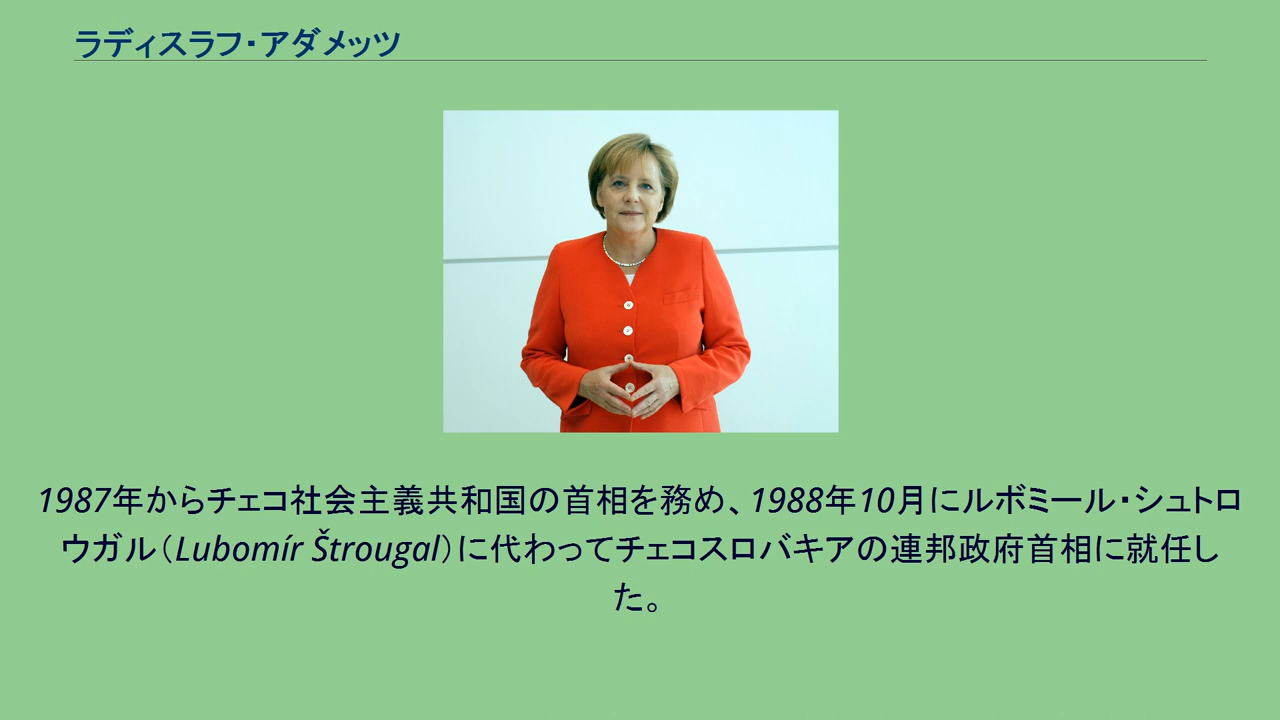 ラディスラフ・アダメッツ
1987年からチェコ社会主義共和国の首相を務め、1988年10月にルボミール・シュトロ
ウガル（Lubomír Štrougal）に代わってチェコスロバキアの連邦政府首相に就任し
た。